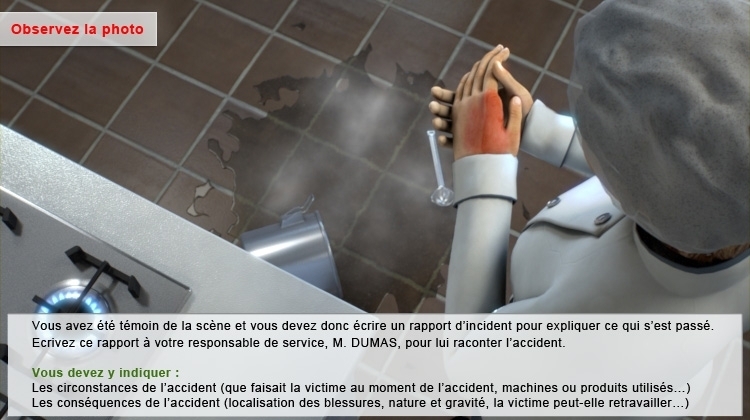 Observez la photo
Vous avez été témoin de la scène et vous devez donc écrire un rapport d'incident pour expliquer ce qui s'est passé.
Ecrivez ce rapport à votre responsable de service, M. DUMAS, pour lui raconter l'accident.
Vous devez y indiquer :
Les circonstances de l'accident (que faisait la victime au moment de l'accident, machines ou produits utilisés...)
Les conséquences de l'accident (localisation des blessures, nature et gravité, la victime peut-elle retravailler...)